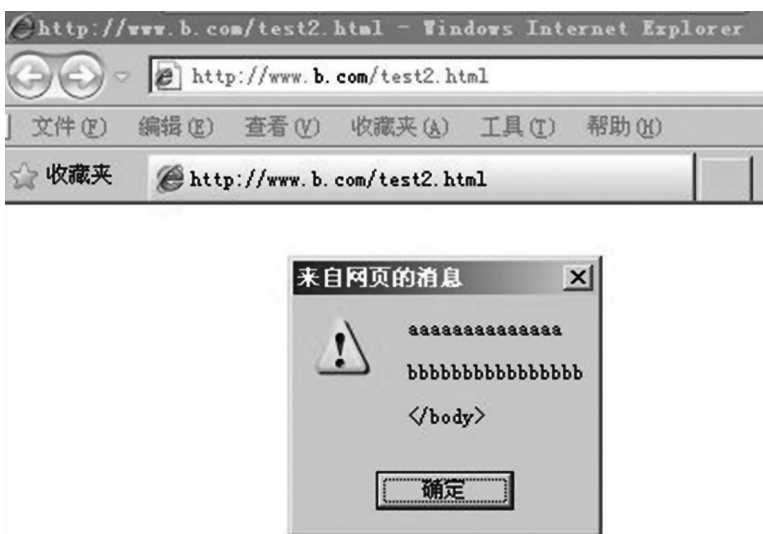 http://www.b.com/test2.html - Windows Internet Explorer
http://www.b.com/test2.html
文件(F) 编辑(E) 查看(V) 收藏夹(A) 工具(T) 帮助(H)
收藏夹 http://www.b.com/test2.html
来自网页的消息
aaaaaaaaaaaaaa
bbbbbbbbbbbbbbbb
</body>
确定